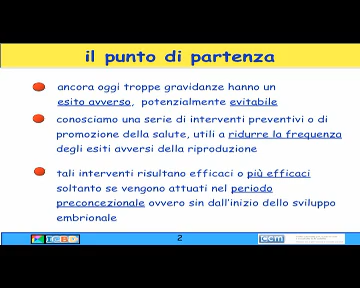 il punto di partenza
ancora oggi troppe gravidanze hanno un
esito avverso, potenzialmente evitabile
conosciamo una serie di interventi preventivi o di
promozione della salute, utili a ridurre la frequenza
degli esiti avversi della riproduzione
tali interventi risultano efficaci o più efficaci
soltanto se vengono attuati nel periodo
preconcezionale ovvero sin dall'inizio dello sviluppo
embrionale
2
ccm